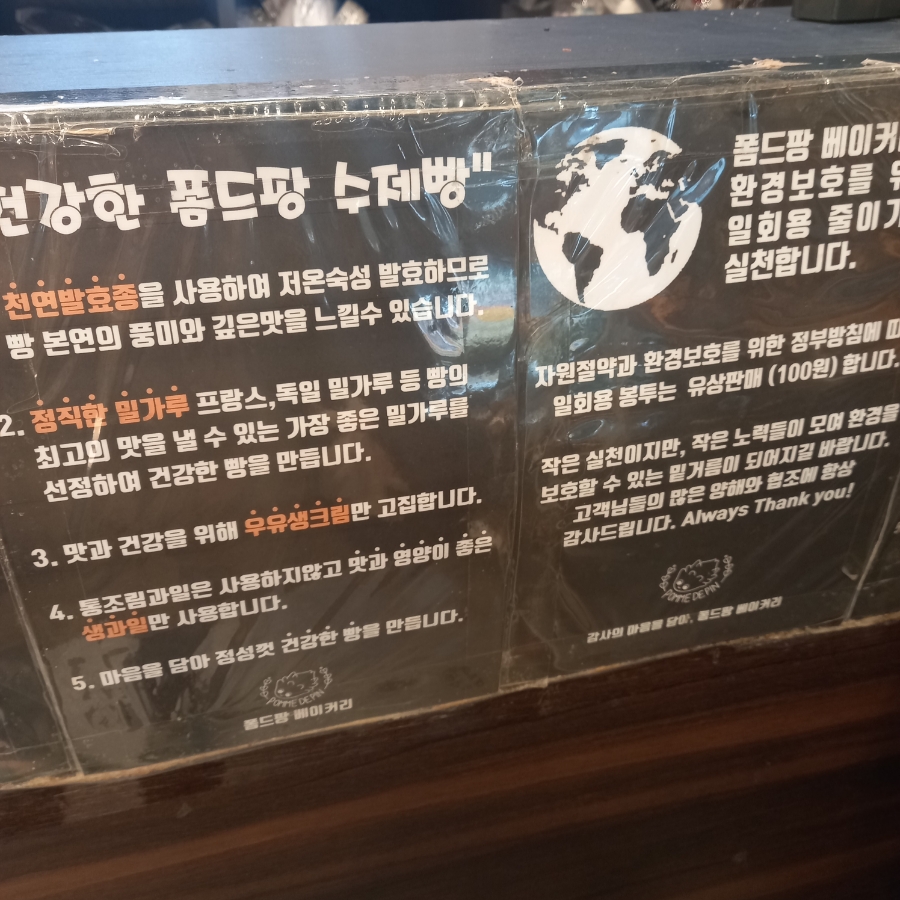 건강한 폼드팡 수제빵"
천연발효종을 사용하여 저온숙성 발효하므로
빵 본연의 풍미와 깊은맛을 느낄수 있습니다.
2. 정직한 밀가루 프랑스,독일 밀가루 등 빵의
최고의 맛을 낼 수 있는 가장 좋은 밀가루를
선정하여 건강한 빵을 만듭니다.
3. 맛과 건강을 위해 우유생크림만 고집합니다.
4. 통조림과일은 사용하지않고 맛과 영양이 좋은
생과일만 사용합니다.
5. 마음을 담아 정성껏 건강한 빵을 만듭니다.
POMME DE PIN
폼드팡 베이커리
폼드팡 베이커
환경보호를
일회용 줄이기
실천합니다.
자원절약과 환경보호를 위한 정부방침에
일회용 봉투는 유상판매 (100원) 합니다.
작은 실천이지만, 작은 노력들이 모여 환경을
보호할 수 있는 밑거름이 되어지길 바랍니다.
고객님들의 많은 양해와 협조에 항상
감사드립니다. Always Thank you!
POMME DE PIN
감사의 마음을 담아, 폼드팡 베이커리